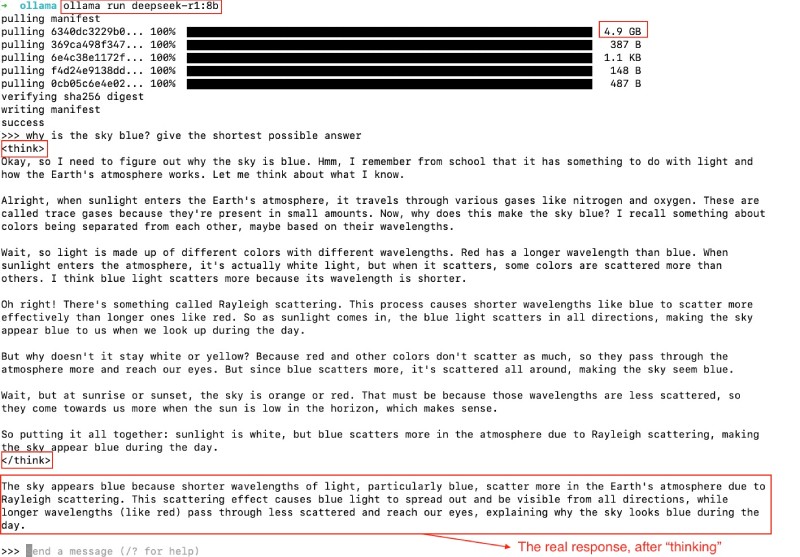 → ollama ollama run deepseek-r1:8b
pulling manifest
pulling 6340dc3229b0... 100% 4.9 GB
pulling 369ca498f347... 100% 387 B
pulling 6e4c38e1172f... 100% 1.1 KB
pulling f4d24e9138dd... 100% 148 B
pulling 0cb05c6e4e02... 100% 487 B
verifying sha256 digest
writing manifest
success
>>> why is the sky blue? give the shortest possible answer
<think>
Okay, so I need to figure out why the sky is blue. Hmm, I remember from school that it has something to do with light and
how the Earth's atmosphere works. Let me think about what I know.

Alright, when sunlight enters the Earth's atmosphere, it travels through various gases like nitrogen and oxygen. These are
called trace gases because they're present in small amounts. Now, why does this make the sky blue? I recall something about
colors being separated from each other, maybe based on their wavelengths.

Wait, so light is made up of different colors with different wavelengths. Red has a longer wavelength than blue. When
sunlight enters the atmosphere, it's actually white light, but when it scatters, some colors are scattered more than
others. I think blue light scatters more because its wavelength is shorter.

Oh right! There's something called Rayleigh scattering. This process causes shorter wavelengths like blue to scatter more
effectively than longer ones like red. So as sunlight comes in, the blue light scatters in all directions, making the sky
appear blue to us when we look up during the day.

But why doesn't it stay white or yellow? Because red and other colors don't scatter as much, so they pass through the
atmosphere more and reach our eyes. But since blue scatters more, it's scattered all around, making the sky seem blue.

Wait, but at sunrise or sunset, the sky is orange or red. That must be because those wavelengths are less scattered, so
they come towards us more when the sun is low in the horizon, which makes sense.

So putting it all together: sunlight is white, but blue scatters more in the atmosphere due to Rayleigh scattering, making
the sky appear blue during the day.
</think>

The sky appears blue because shorter wavelengths of light, particularly blue, scatter more in the Earth's atmosphere due to
Rayleigh scattering. This scattering effect causes blue light to spread out and be visible from all directions, while
longer wavelengths (like red) pass through less scattered and reach our eyes, explaining why the sky looks blue during the
day.
The real response, after “thinking”
>>> end a message (/? for help)